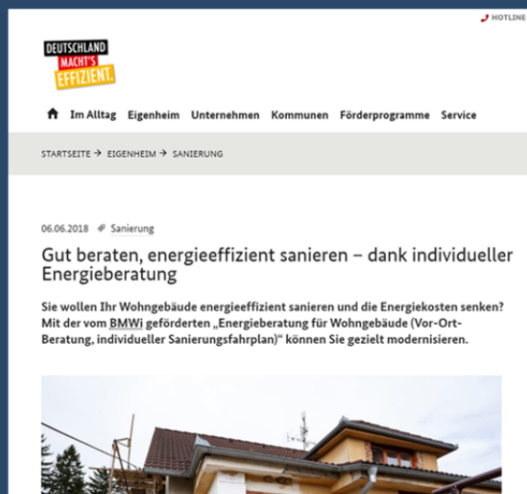 HOTLINE
DEUTSCHLAND
MACHT'S
EFFIZIENT.
Im Alltag Eigenheim Unternehmen Kommunen Förderprogramme Service
STARTSEITE → EIGENHEIM → SANIERUNG
06.06.2018 # Sanierung
Gut beraten, energieeffizient sanieren – dank individueller
Energieberatung
Sie wollen Ihr Wohngebäude energieeffizient sanieren und die Energiekosten senken?
Mit der vom BMWi geförderten „Energieberatung für Wohngebäude (Vor-Ort-
Beratung, individueller Sanierungsfahrplan)“ können Sie gezielt modernisieren.